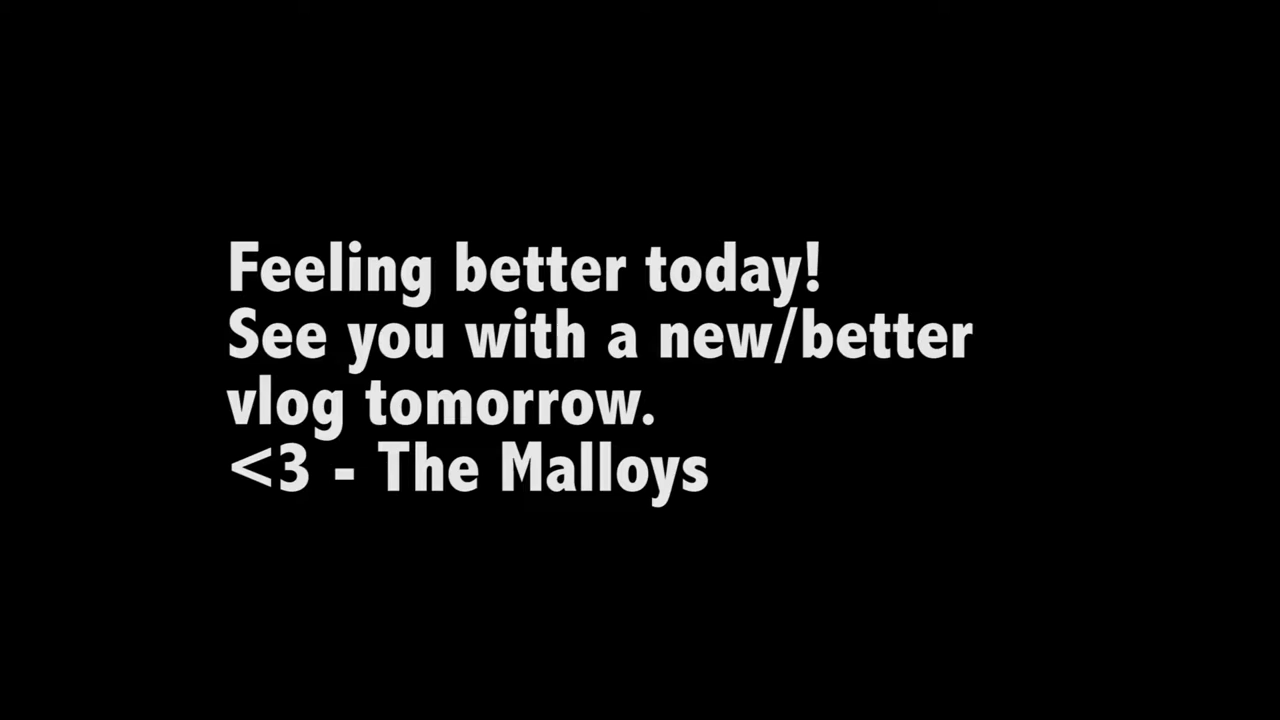 Feeling better today!
See you with a new/better
vlog tomorrow.
<3 - The Malloys